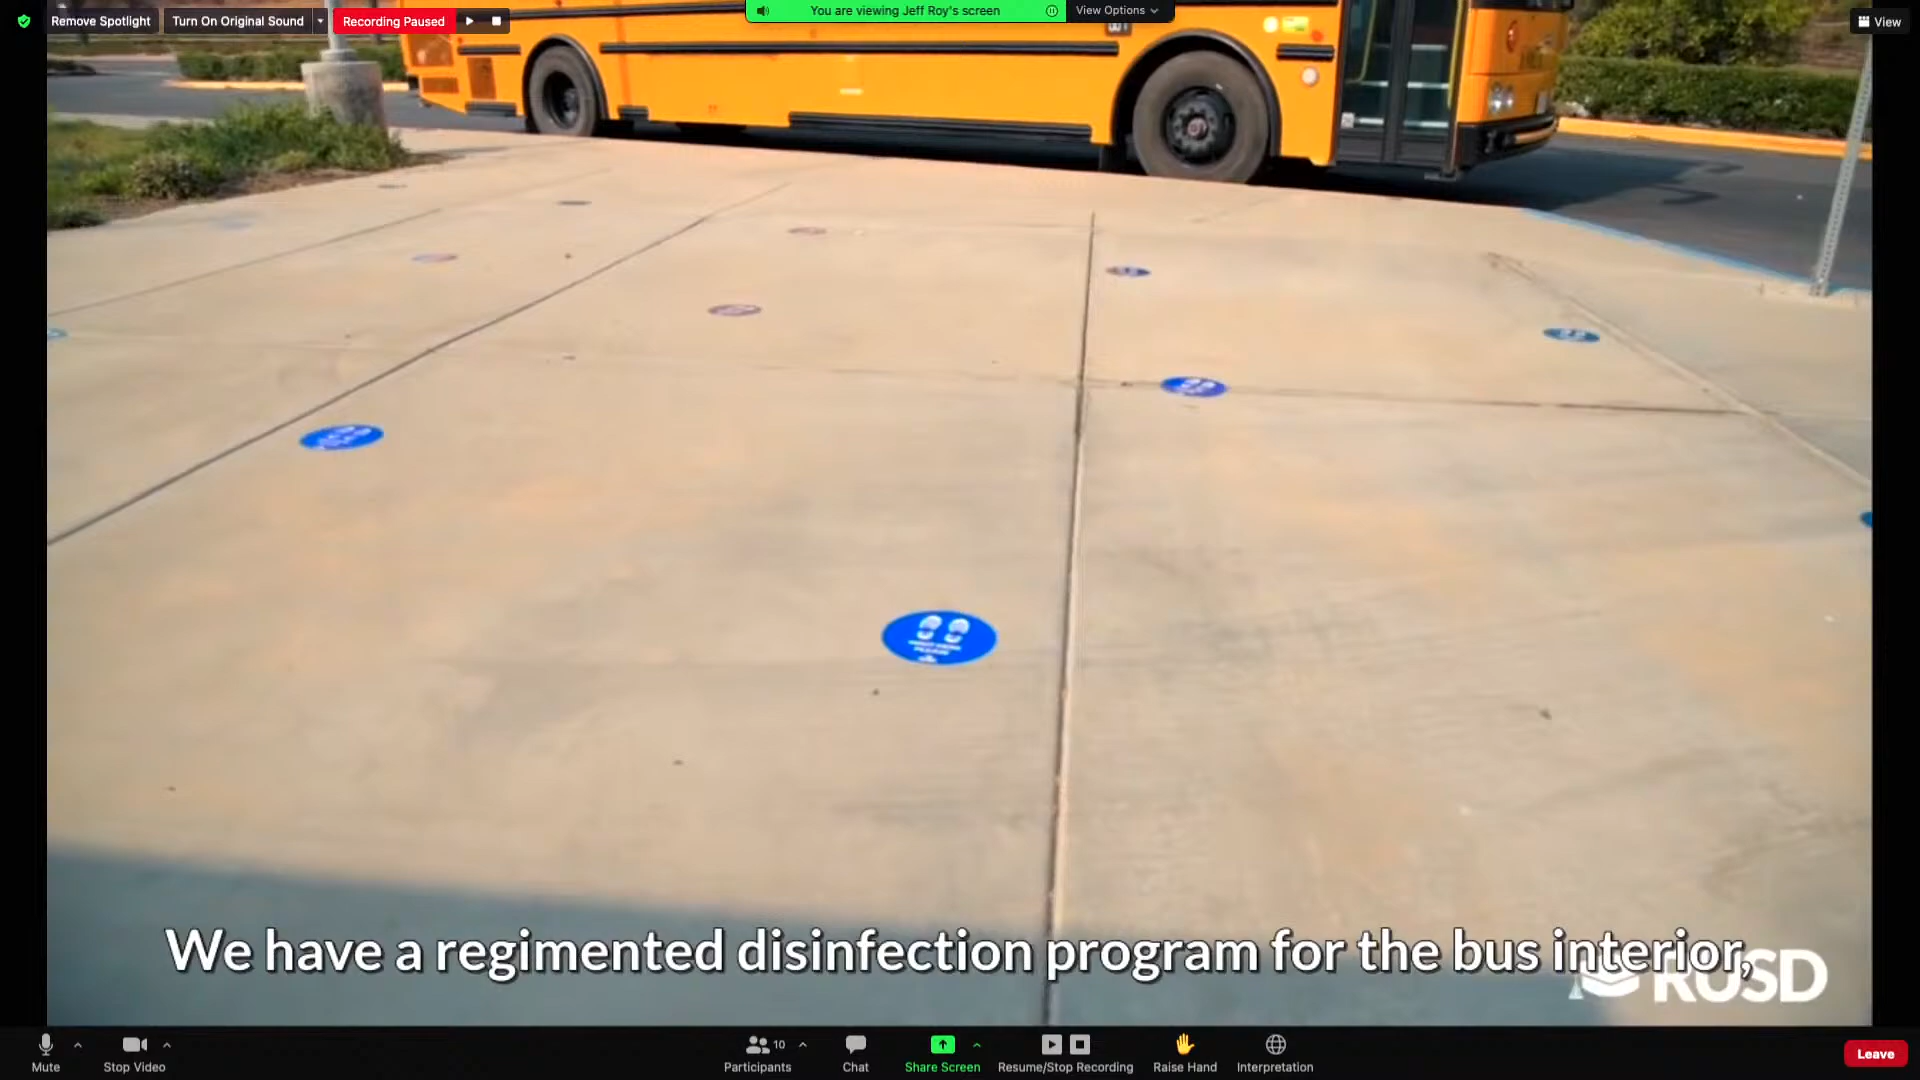 Remove Spotlight
Turn On Original Sound
Recording Paused
You are viewing Jeff Roy's screen
View Options
View
PLEASE
We have a regimented disinfection program for the bus interior,
RUSD
Mute
Stop Video
Participants
10
Chat
Share Screen
Resume/Stop Recording
Raise Hand
Interpretation
Leave